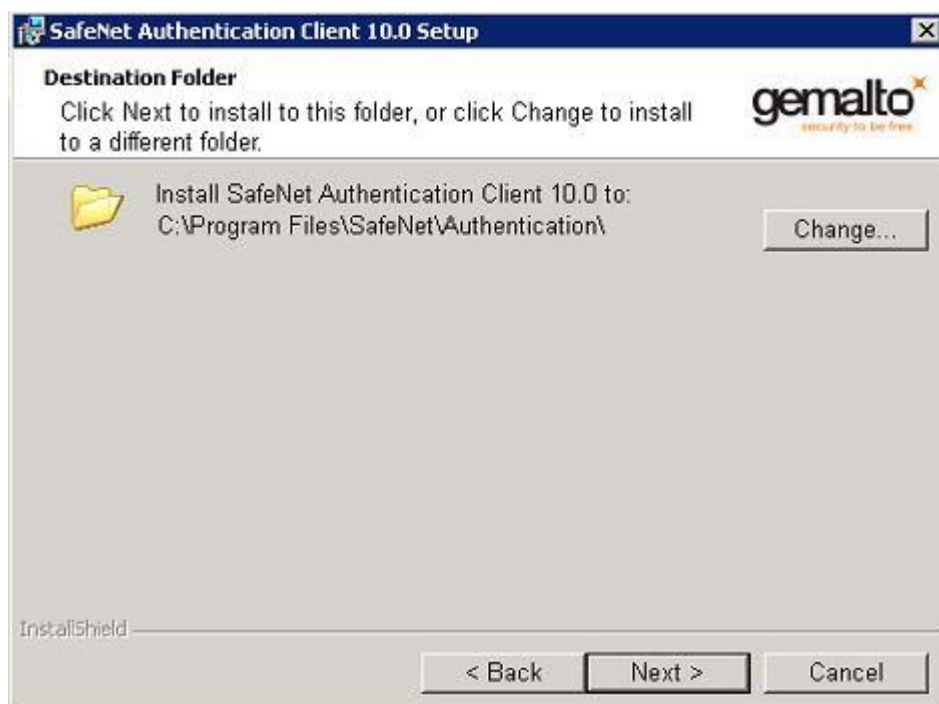 SafeNet Authentication Client 10.0 Setup
Destination Folder
Click Next to install to this folder, or click Change to install
to a different folder.
gemalto
security to be free
Install SafeNet Authentication Client 10.0 to:
C:\Program Files\SafeNet\Authentication\
Change...
InstallShield
< Back
Next >
Cancel